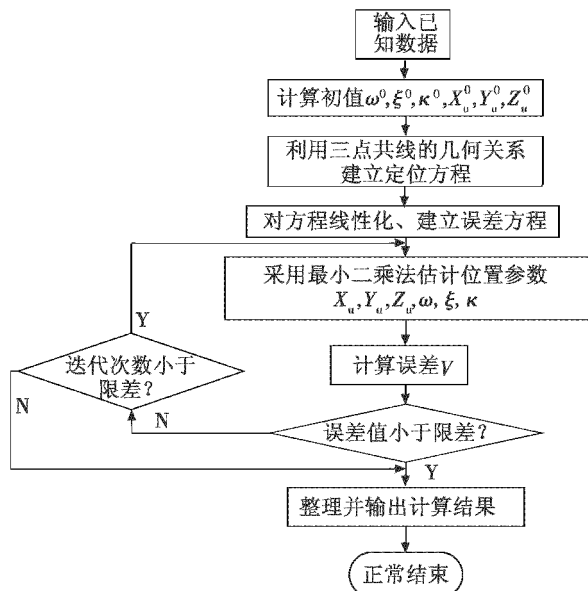 输入已
知数据
计算初值ω⁰,ξ⁰,κ⁰,X⁰ᵤ,Y⁰ᵤ,Z⁰ᵤ
利用三点共线的几何关系
建立定位方程
对方程线性化、建立误差方程
采用最小二乘法估计位置参数
Xᵤ,Yᵤ,Zᵤ,ω,ξ,κ
Y
迭代次数小于
限差?
计算误差V
N
N
误差值小于限差?
Y
整理并输出计算结果
正常结束